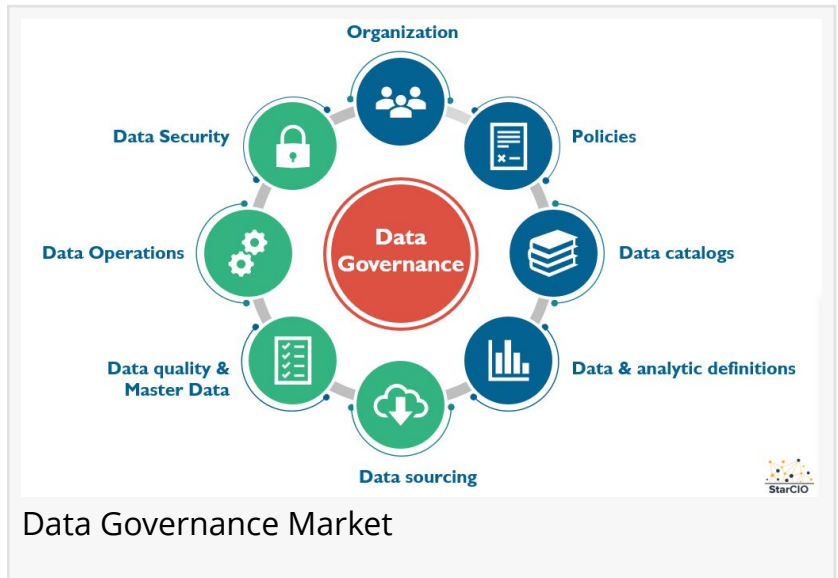 Organization
Policies
Data catalogs
Data & analytic definitions
Data sourcing
Data quality &
Master Data
Data Operations
Data Security
Data
Governance
StarCIO
Data Governance Market